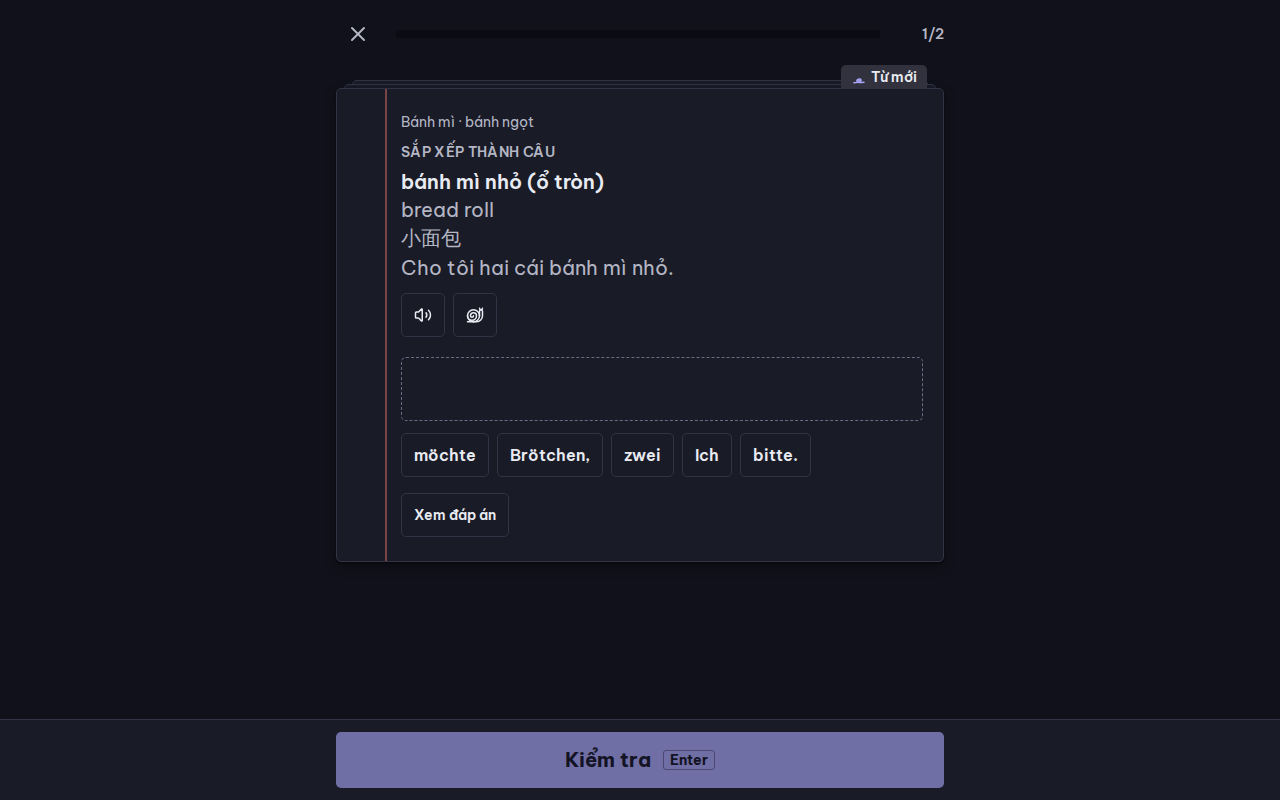 1/2
Từ mới
Bánh mì · bánh ngọt
SẮP XẾP THÀNH CÂU
bánh mì nhỏ (ổ tròn)
bread roll
小面包
Cho tôi hai cái bánh mì nhỏ.
möchte Brötchen, zwei Ich bitte.
Xem đáp án
Kiểm tra Enter